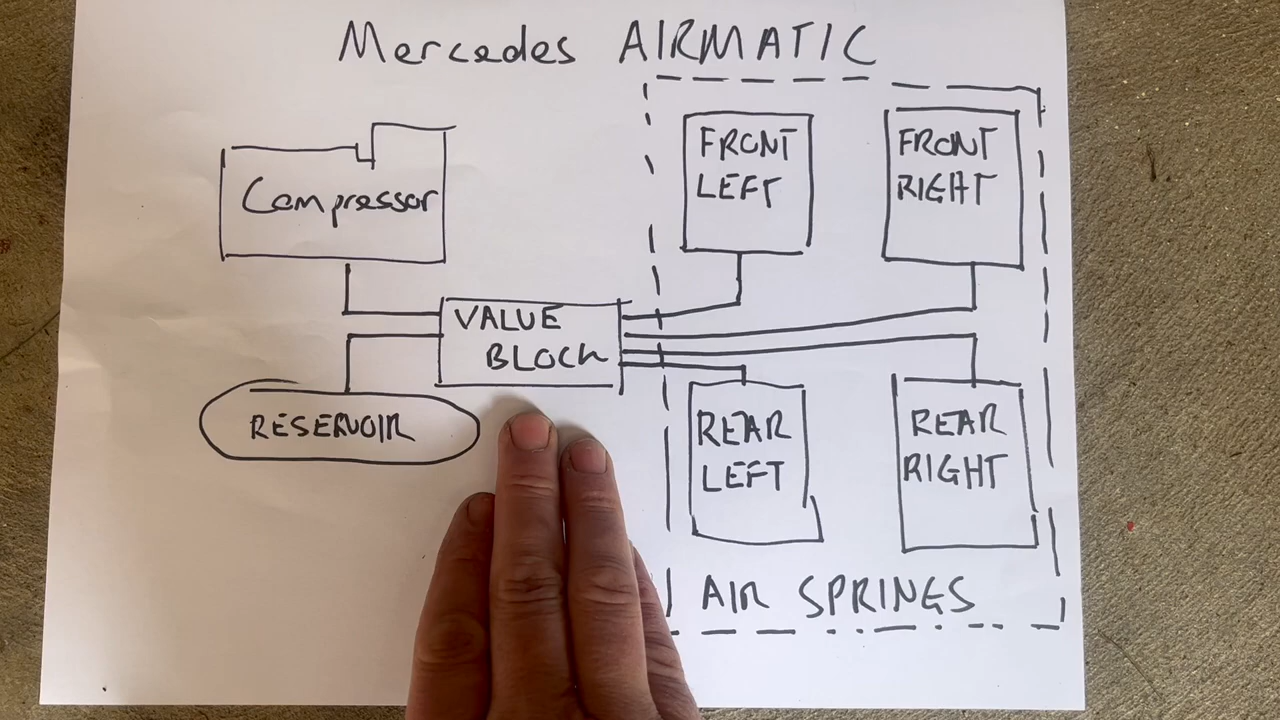 Mercedes AIRMATIC
Compressor
FRONT
LEFT
FRONT
RIGHT
VALUE
BLOCK
RESERVOIR
REAR
LEFT
REAR
RIGHT
AIR SPRINGS